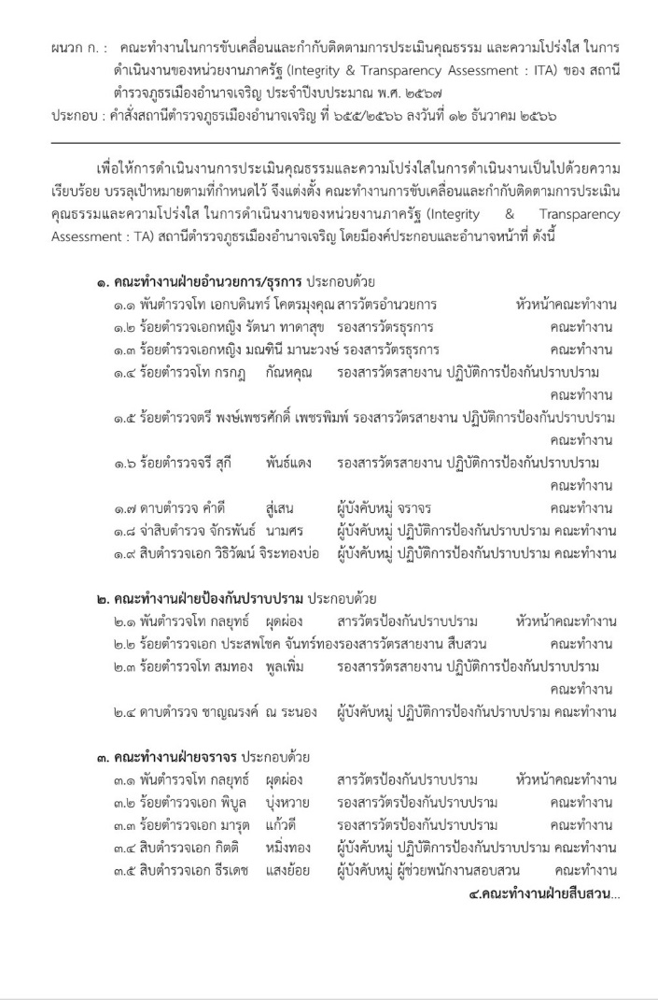 ผนวก ก. : คณะทำงานในการขับเคลื่อนและกำกับติดตามการประเมินคุณธรรม และความโปร่งใส ในการ
ดำเนินงานของหน่วยงานภาครัฐ (Integrity & Transparency Assessment : ITA) ของ สถานี
ตำรวจภูธรเมืองอำนาจเจริญ ประจำปีงบประมาณ พ.ศ. ๒๕๖๗
ประกอบ : คำสั่งสถานีตำรวจภูธรเมืองอำนาจเจริญ ที่ ๖๕๕/๒๕๖๖ ลงวันที่ ๑๒ ธันวาคม ๒๕๖๖
เพื่อให้การดำเนินงานการประเมินคุณธรรมและความโปร่งใสในการดำเนินงานเป็นไปด้วยความ
เรียบร้อย บรรลุเป้าหมายตามที่กำหนดไว้ จึงแต่งตั้ง คณะทำงานการขับเคลื่อนและกำกับติดตามการประเมิน
คุณธรรมและความโปร่งใส ในการดำเนินงานของหน่วยงานภาครัฐ (Integrity & Transparency
Assessment : TA) สถานีตำรวจภูธรเมืองอำนาจเจริญ โดยมีองค์ประกอบและอำนาจหน้าที่ ดังนี้
๑. คณะทำงานฝ่ายอำนวยการ/ธุรการ ประกอบด้วย
๑.๑ พันตำรวจโท เอกบดินทร์ โคตรมุงคุณ สารวัตรอำนวยการ หัวหน้าคณะทำงาน
๑.๒ ร้อยตำรวจเอกหญิง รัตนา ทาดาสุข รองสารวัตรธุรการ คณะทำงาน
๑.๓ ร้อยตำรวจเอกหญิง มณฑินี มานะวงษ์ รองสารวัตรธุรการ คณะทำงาน
๑.๔ ร้อยตำรวจโท กรกฎ กัณหคุณ รองสารวัตรสายงาน ปฏิบัติการป้องกันปราบปราม
คณะทำงาน
๑.๕ ร้อยตำรวจตรี พงษ์เพชรศักดิ์ เพชรพิมพ์ รองสารวัตรสายงาน ปฏิบัติการป้องกันปราบปราม
คณะทำงาน
๑.๖ ร้อยตำรวจจรี สุกี พันธ์แดง รองสารวัตรสายงาน ปฏิบัติการป้องกันปราบปราม
คณะทำงาน
๑.๗ ดาบตำรวจ คำดี สู่เสน ผู้บังคับหมู่ จราจร คณะทำงาน
๑.๘ จ่าสิบตำรวจ จักรพันธ์ นามศร ผู้บังคับหมู่ ปฏิบัติการป้องกันปราบปราม คณะทำงาน
๑.๙ สิบตำรวจเอก วิธิวัฒน์ จิระทองบ่อ ผู้บังคับหมู่ ปฏิบัติการป้องกันปราบปราม คณะทำงาน
๒. คณะทำงานฝ่ายป้องกันปราบปราม ประกอบด้วย
๒.๑ พันตำรวจโท กลยุทธ์ ผุดผ่อง สารวัตรป้องกันปราบปราม หัวหน้าคณะทำงาน
๒.๒ ร้อยตำรวจเอก ประสพโชค จันทร์ทองรองสารวัตรสายงาน สืบสวน คณะทำงาน
๒.๓ ร้อยตำรวจโท สมทอง พูลเพิ่ม รองสารวัตรสายงาน ปฏิบัติการป้องกันปราบปราม
คณะทำงาน
๒.๔ ดาบตำรวจ ชาญณรงค์ ณ ระนอง ผู้บังคับหมู่ ปฏิบัติการป้องกันปราบปราม คณะทำงาน
๓. คณะทำงานฝ่ายจราจร ประกอบด้วย
๓.๑ พันตำรวจโท กลยุทธ์ ผุดผ่อง สารวัตรป้องกันปราบปราม หัวหน้าคณะทำงาน
๓.๒ ร้อยตำรวจเอก พิบูล บุ่งหวาย รองสารวัตรป้องกันปราบปราม คณะทำงาน
๓.๓ ร้อยตำรวจเอก มารุต แก้วดี รองสารวัตรป้องกันปราบปราม คณะทำงาน
๓.๔ สิบตำรวจเอก กิตติ หมิ่งทอง ผู้บังคับหมู่ ปฏิบัติการป้องกันปราบปราม คณะทำงาน
๓.๕ สิบตำรวจเอก ธีรเดช แสงย้อย ผู้บังคับหมู่ ผู้ช่วยพนักงานสอบสวน คณะทำงาน
๔.คณะทำงานฝ่ายสืบสวน...